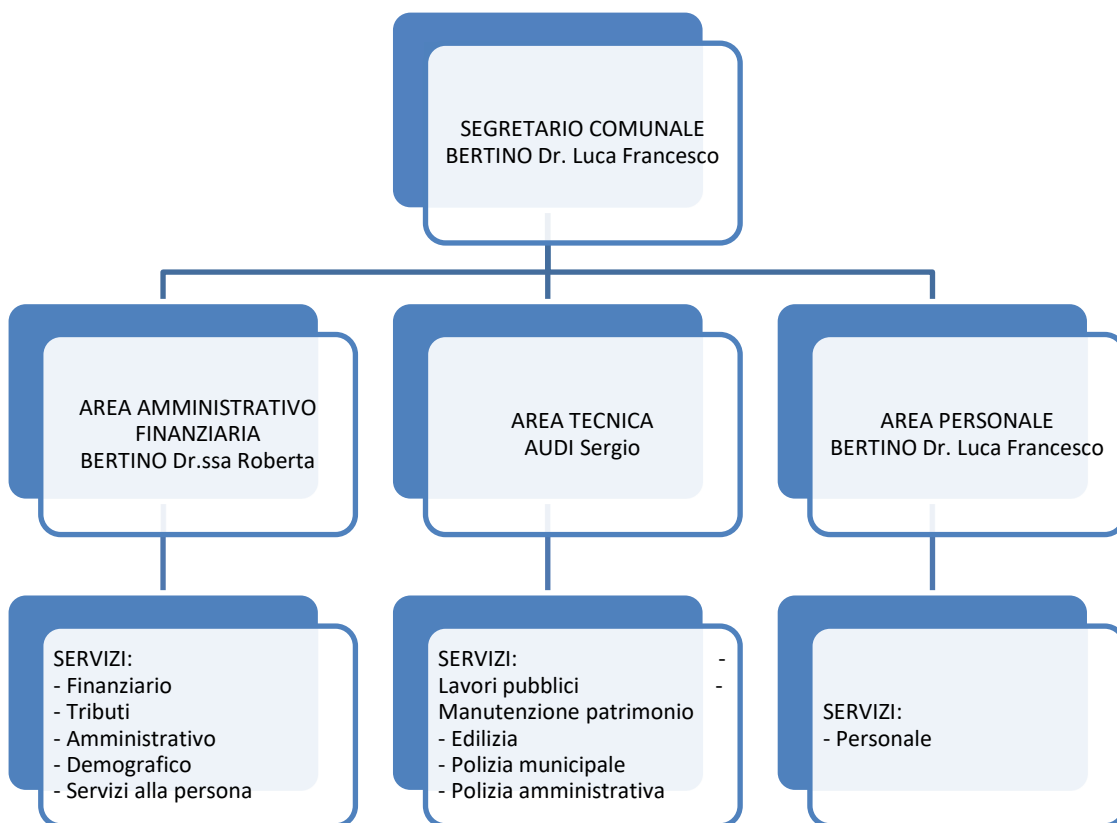 SEGRETARIO COMUNALE
BERTINO Dr. Luca Francesco
AREA AMMINISTRATIVO
FINANZIARIA
BERTINO Dr.ssa Roberta
AREA TECNICA
AUDI Sergio
AREA PERSONALE
BERTINO Dr. Luca Francesco
SERVIZI:
- Finanziario
- Tributi
- Amministrativo
- Demografico
- Servizi alla persona
SERVIZI: -
Lavori pubblici -
Manutenzione patrimonio
- Edilizia
- Polizia municipale
- Polizia amministrativa
SERVIZI:
- Personale